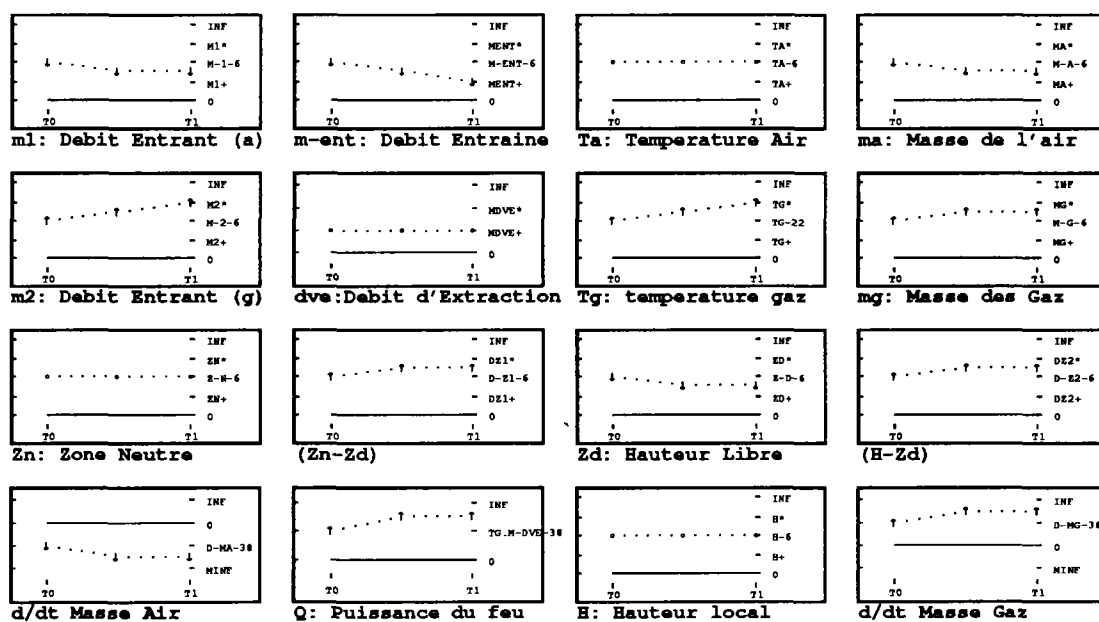 INF
M1*
M-1-6
M1+
0
T0 T1
m1: Debit Entrant (a)
INF
MENT*
M-ENT-6
MENT+
0
T0 T1
m-ent: Debit Entraine
INF
TA*
TA-6
TA+
0
T0 T1
Ta: Temperature Air
INF
MA*
M-A-6
MA+
0
T0 T1
ma: Masse de l'air
INF
M2*
M-2-6
M2+
0
T0 T1
m2: Debit Entrant (g)
INF
MDVE*
MDVE+
0
T0 T1
dve:Debit d'Extraction
INF
TG*
TG-22
TG+
0
T0 T1
Tg: temperature gaz
INF
MG*
M-G-6
MG+
0
T0 T1
mg: Masse des Gaz
INF
ZN*
Z-N-6
ZN+
0
T0 T1
Zn: Zone Neutre
INF
DZ1*
D-Z1-6
DZ1+
0
T0 T1
(Zn-Zd)
INF
ZD*
Z-D-6
ZD+
0
T0 T1
Zd: Hauteur Libre
INF
DZ2*
D-Z2-6
DZ2+
0
T0 T1
(H-Zd)
INF
0
D-MA-38
MINF
T0 T1
d/dt Masse Air
INF
TG.M-DVE-38
0
T0 T1
Q: Puissance du feu
INF
H*
H-6
H+
0
T0 T1
H: Hauteur local
INF
D-MG-38
0
MINF
T0 T1
d/dt Masse Gaz